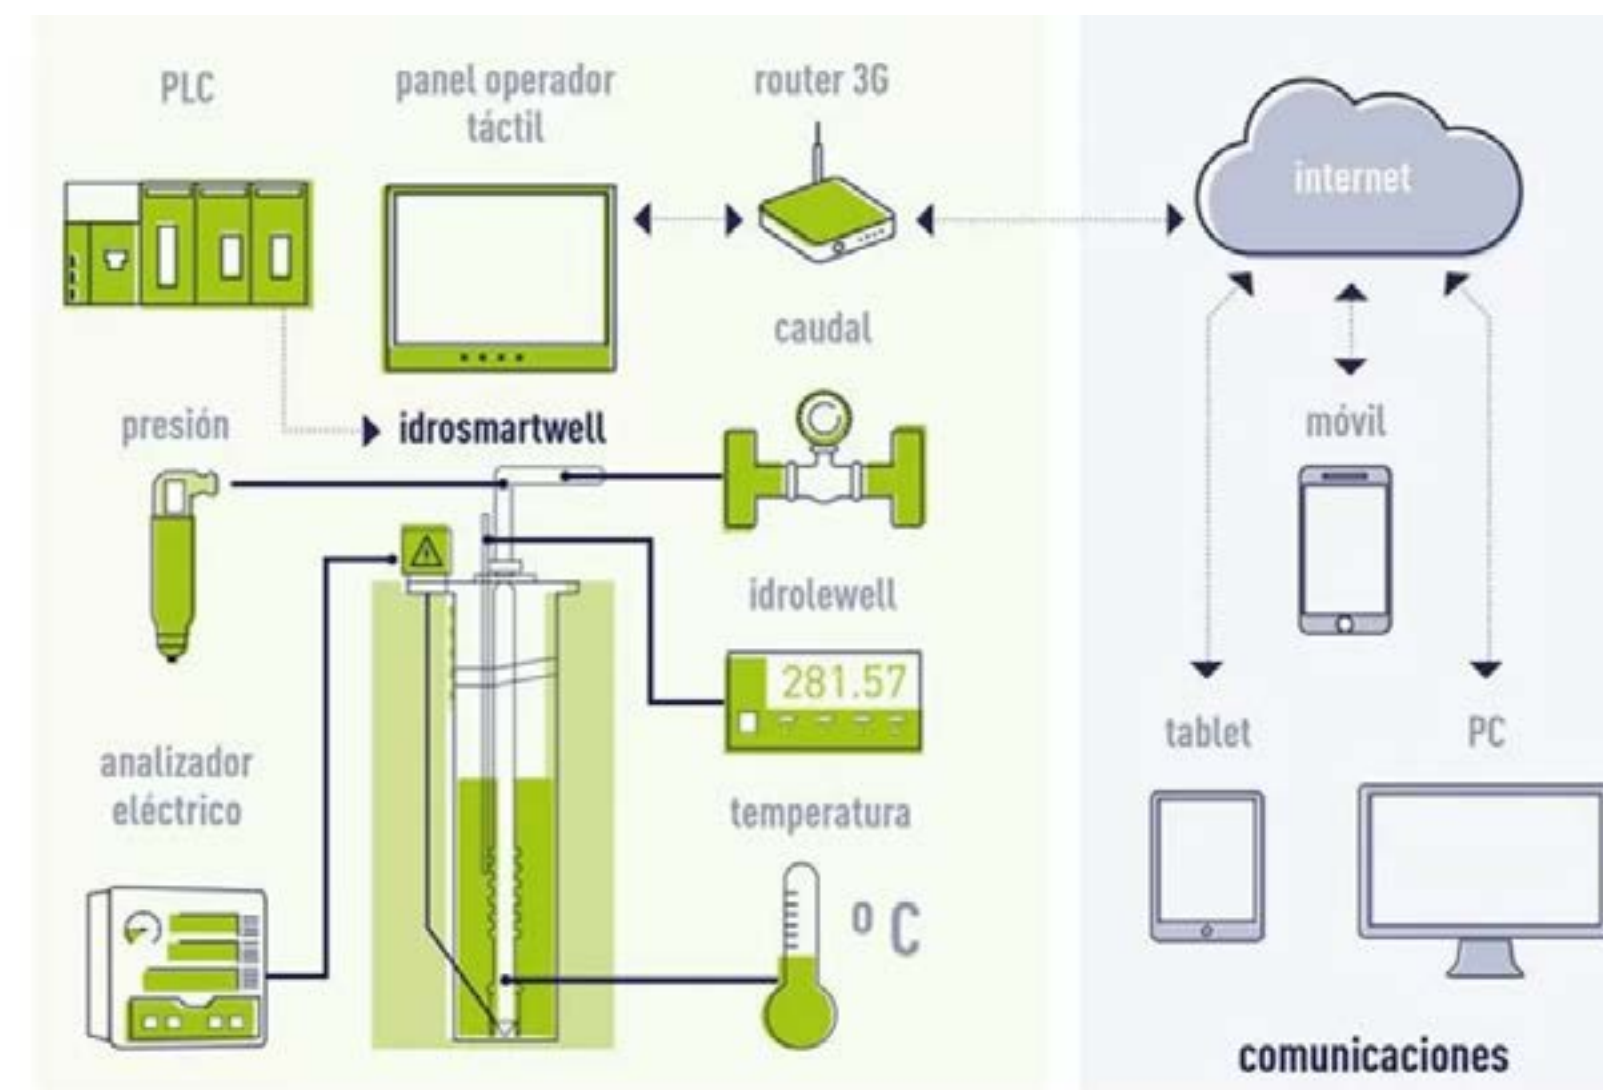 PLC
panel operador
táctil
router 3G
internet
caudal
presión
idrosmartwell
móvil
idrolewell
281.57
tablet
PC
analizador
eléctrico
temperatura
º C
comunicaciones